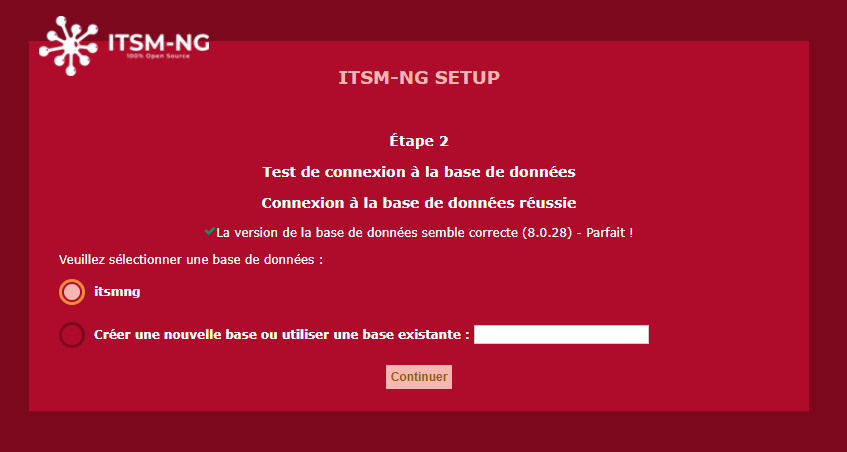 ITSM-NG
100% Open Source
ITSM-NG SETUP
Étape 2
Test de connexion à la base de données
Connexion à la base de données réussie
La version de la base de données semble correcte (8.0.28) - Parfait !
Veuillez sélectionner une base de données :
itsmng
Créer une nouvelle base ou utiliser une base existante :
Continuer